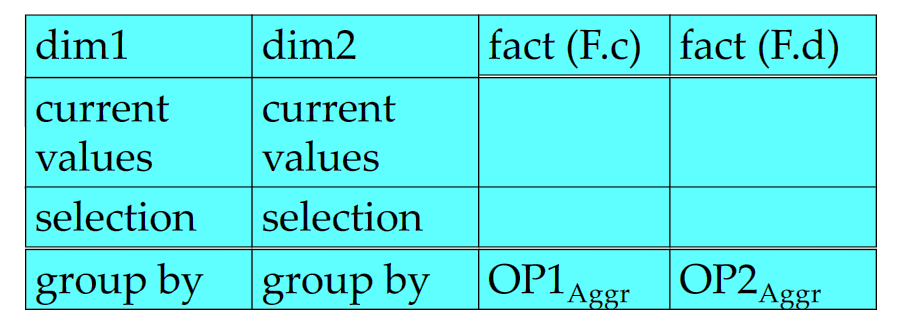 dim1 dim2 fact (F.c) fact (F.d)
current current
values values
selection selection
group by group by OP1Aggr OP2Aggr